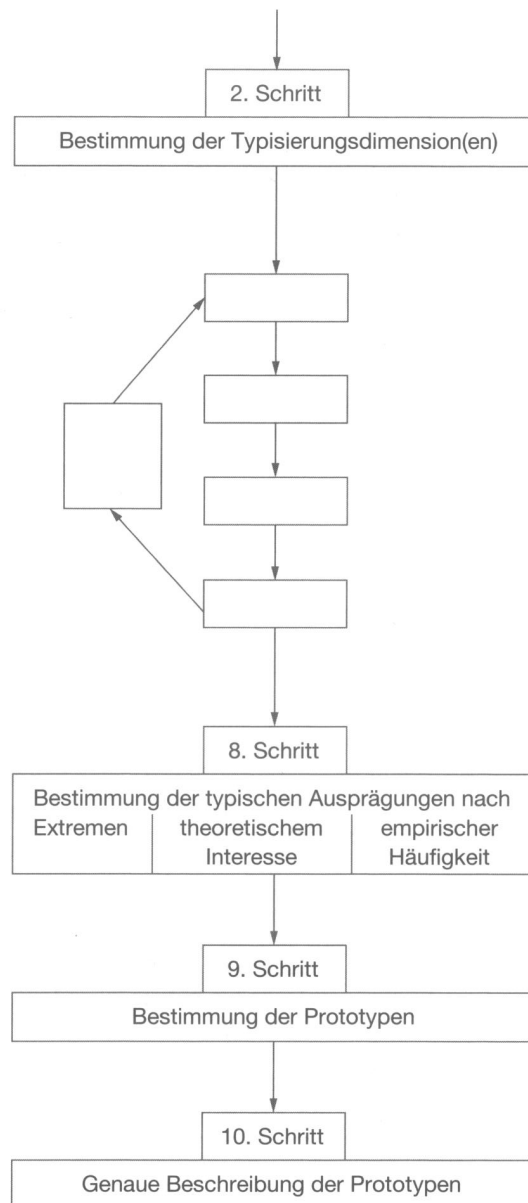 2. Schritt
Bestimmung der Typisierungsdimension(en)
8. Schritt
Bestimmung der typischen Ausprägungen nach
Extremen theoretischem empirischer
Interesse Häufigkeit
9. Schritt
Bestimmung der Prototypen
10. Schritt
Genaue Beschreibung der Prototypen